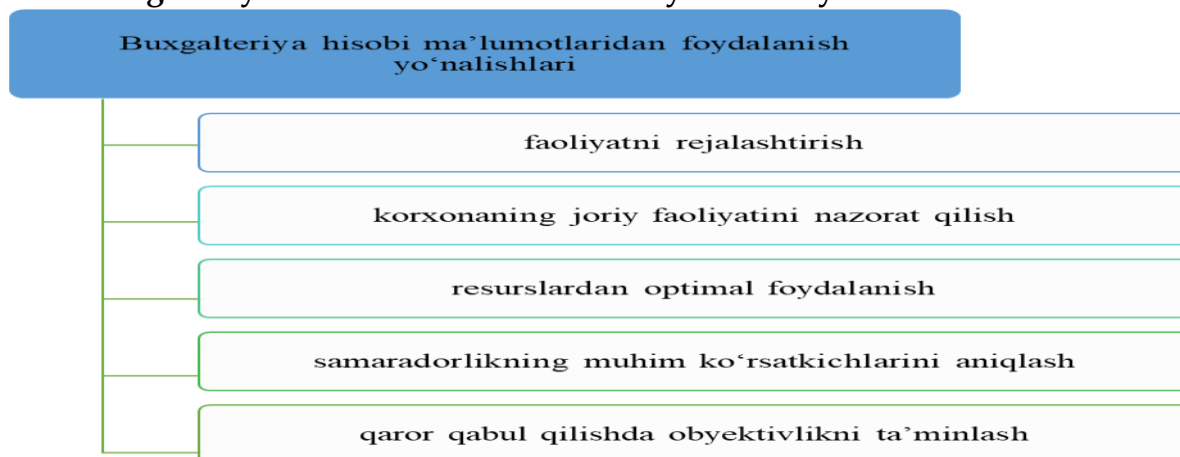 Buxgalteriya hisobi ma’lumotlaridan foydalanish
yo‘nalishlari
faoliyatni rejalashtirish
korxonaning joriy faoliyatini nazorat qilish
resurslardan optimal foydalanish
samaradorlikning muhim ko‘rsatkichlarini aniqlash
qaror qabul qilishda obyektivlikni ta’minlash